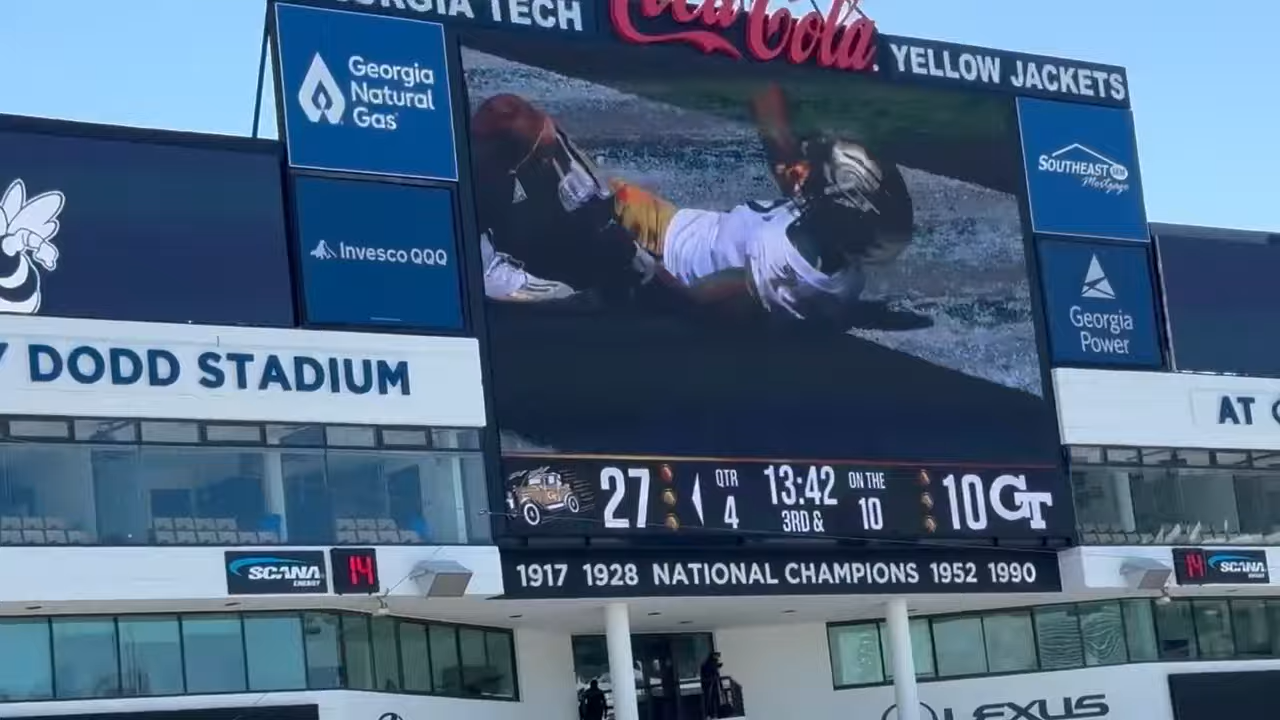 GEORGIA TECH
Coca-Cola
YELLOW JACKETS
Georgia
Natural
Gas
Invesco QQQ
SOUTHEAST
Mortgage
Georgia
Power
DODD STADIUM
AT
27
QTR
4
13:42
3RD &
ON THE
10
10
GT
1917 1928 NATIONAL CHAMPIONS 1952 1990
SCANA
ENERGY
14
14
SCANA
ENERGY
LEXUS